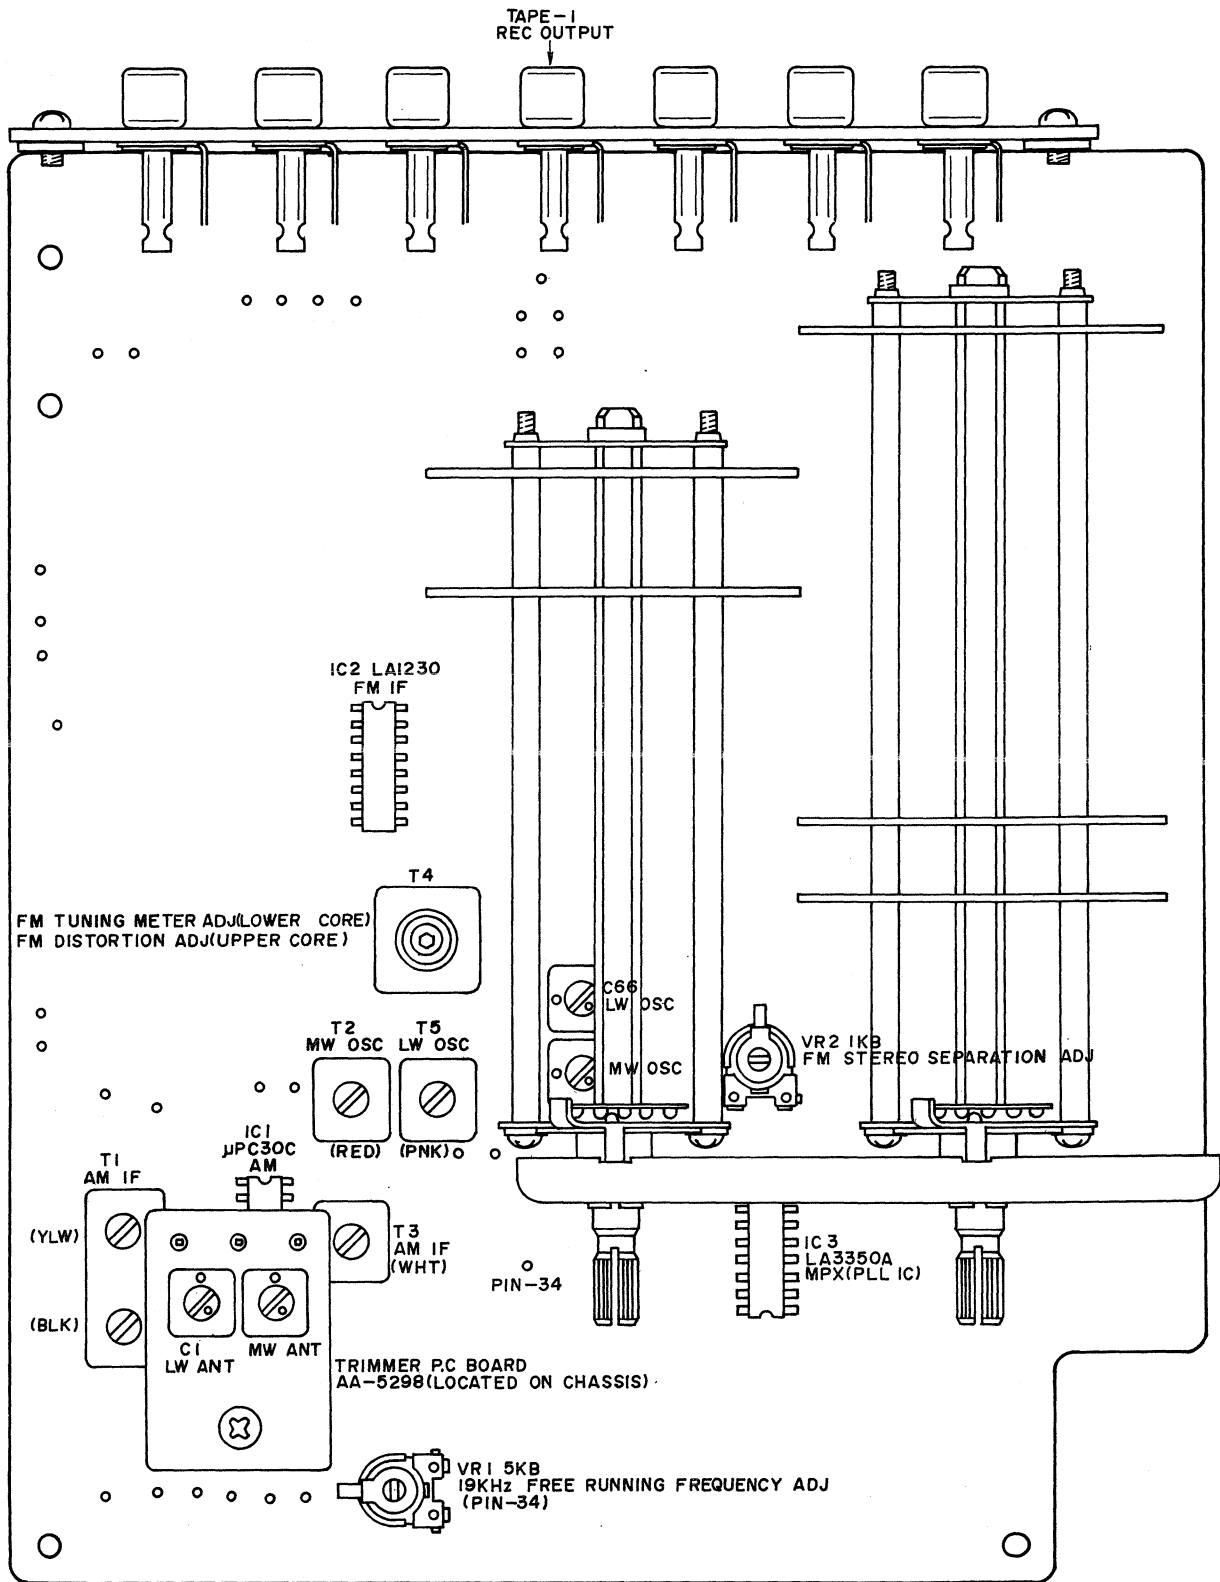 TAPE-1
REC OUTPUT
IC2 LA1230
FM IF
T4
FM TUNING METER ADJ(LOWER CORE)
FM DISTORTION ADJ(UPPER CORE)
C66
LW OSC
MW OSC
T2
MW OSC
(RED)
T5
LW OSC
(PNK)
VR2 1KB
FM STEREO SEPARATION ADJ
IC1
µPC30C
AM
T1
AM IF
(YLW)
(BLK)
T3
AM IF
(WHT)
PIN-34
IC3
LA3350A
MPX(PLL IC)
C1
LW ANT
MW ANT
TRIMMER P.C BOARD
AA-5298(LOCATED ON CHASSIS)
VR1 5KB
19KHz FREE RUNNING FREQUENCY ADJ
(PIN-34)